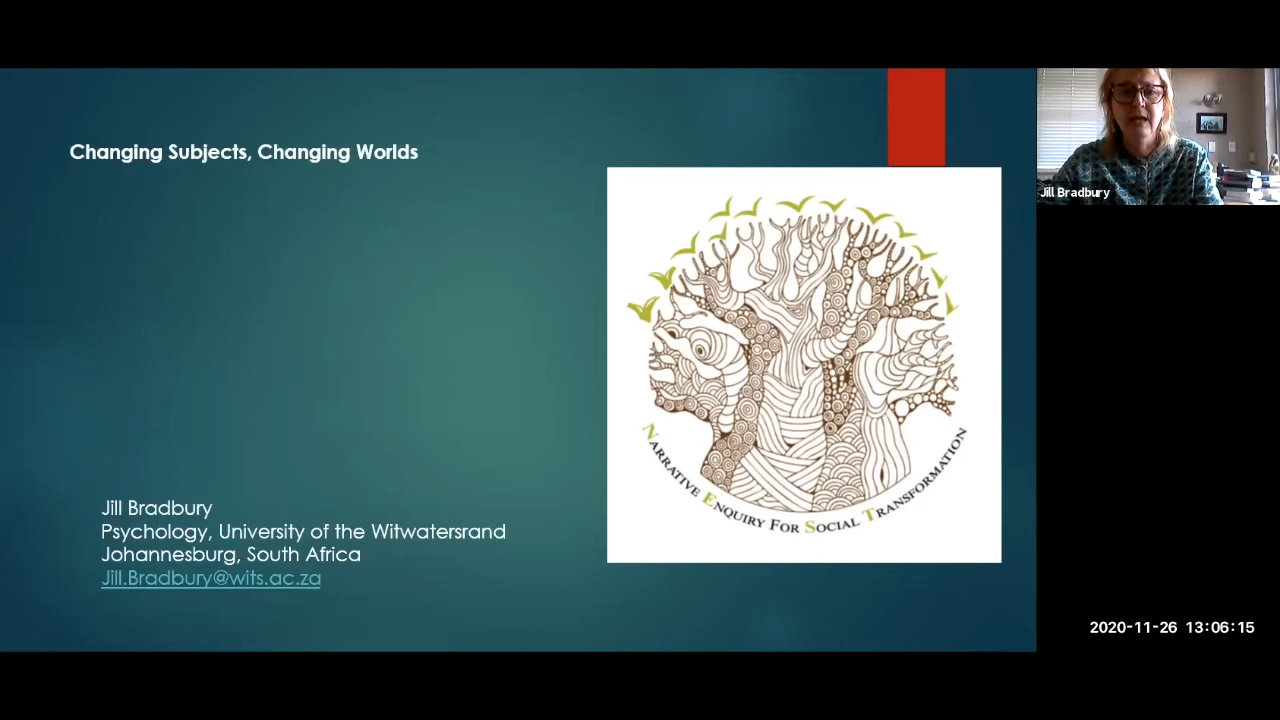 Changing Subjects, Changing Worlds
Jill Bradbury
NARRATIVE ENQUIRY FOR SOCIAL TRANSFORMATION
Jill Bradbury
Psychology, University of the Witwatersrand
Johannesburg, South Africa
Jill.Bradbury@wits.ac.za
2020-11-26 13:06:15